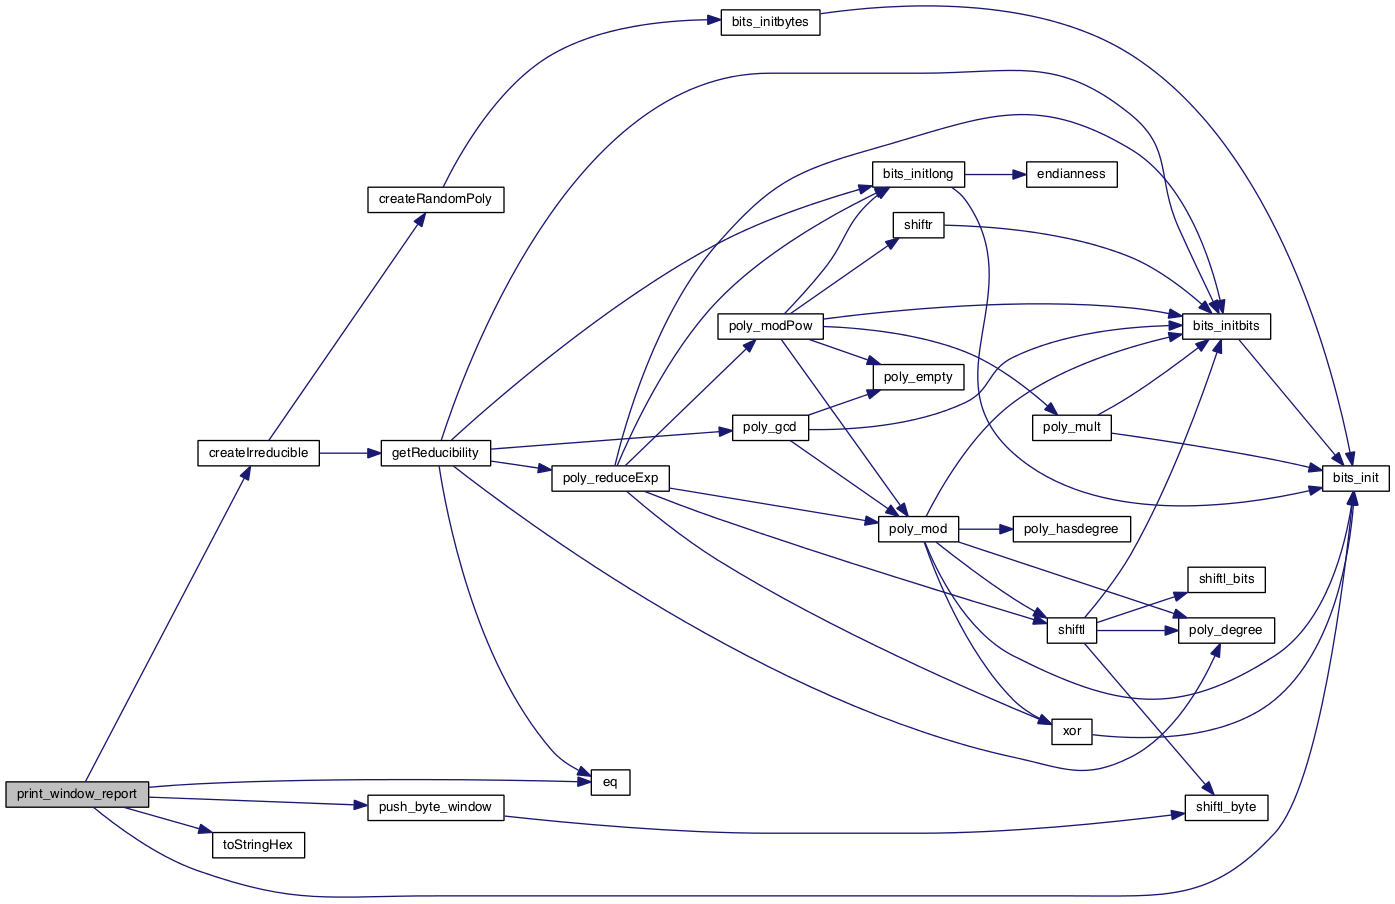 bits_initbytes
bits_initlong
endianness
createRandomPoly
shiftr
poly_modPow
bits_initbits
poly_empty
poly_gcd
poly_mult
createIrreducible
getReducibility
poly_reduceExp
bits_init
poly_mod
poly_hasdegree
shiftl_bits
shiftl
poly_degree
xor
eq
print_window_report
push_byte_window
shiftl_byte
toStringHex